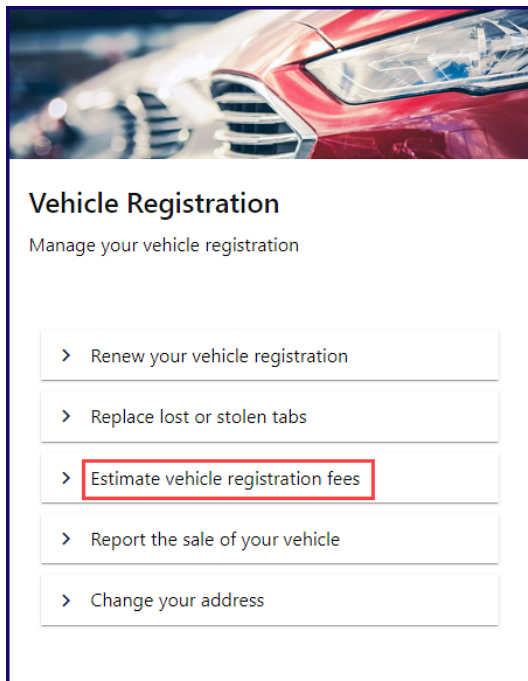 Vehicle Registration
Manage your vehicle registration
Renew your vehicle registration
Replace lost or stolen tabs
Estimate vehicle registration fees
Report the sale of your vehicle
Change your address